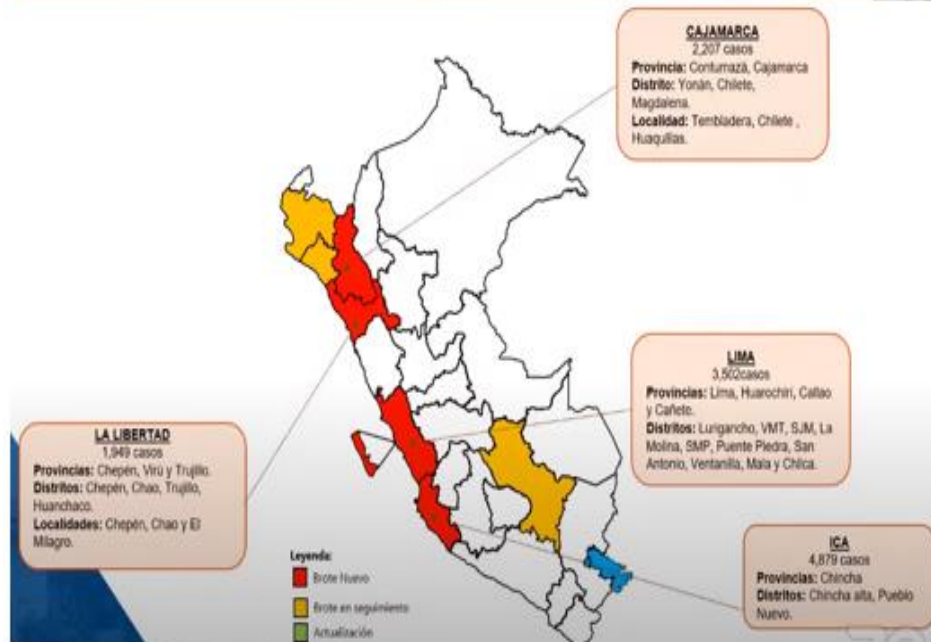 CAJAMARCA
2,207 casos
Provincia: Contumazá, Cajamarca
Distrito: Yonán, Chilete,
Magdalena.
Localidad: Tembladera, Chilete ,
Huaquillas.
LIMA
3,502casos
Provincias: Lima, Huarochirí, Callao
y Cañete.
Distritos: Lurigancho, VMT, SJM, La
Molina, SMP, Puente Piedra, San
Antonio, Ventanilla, Mala y Chilca.
LA LIBERTAD
1,949 casos
Provincias: Chepén, Virú y Trujillo.
Distritos: Chepén, Chao, Trujillo,
Huanchaco.
Localidades: Chepén, Chao y El
Milagro.
ICA
4,879 casos
Provincias: Chincha
Distritos: Chincha alta, Pueblo
Nuevo.
Leyenda:
Brote Nuevo
Brote en seguimiento
Actualización